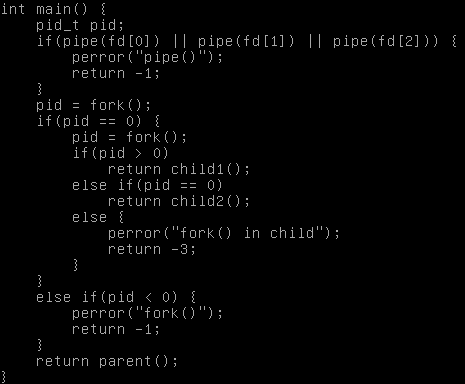 int main() {
    pid_t pid;
    if(pipe(fd[0]) || pipe(fd[1]) || pipe(fd[2])) {
        perror("pipe()");
        return -1;
    }
    pid = fork();
    if(pid == 0) {
        pid = fork();
        if(pid > 0)
            return child1();
        else if(pid == 0)
            return child2();
        else {
            perror("fork() in child");
            return -3;
        }
    }
    else if(pid < 0) {
        perror("fork()");
        return -1;
    }
    return parent();
}